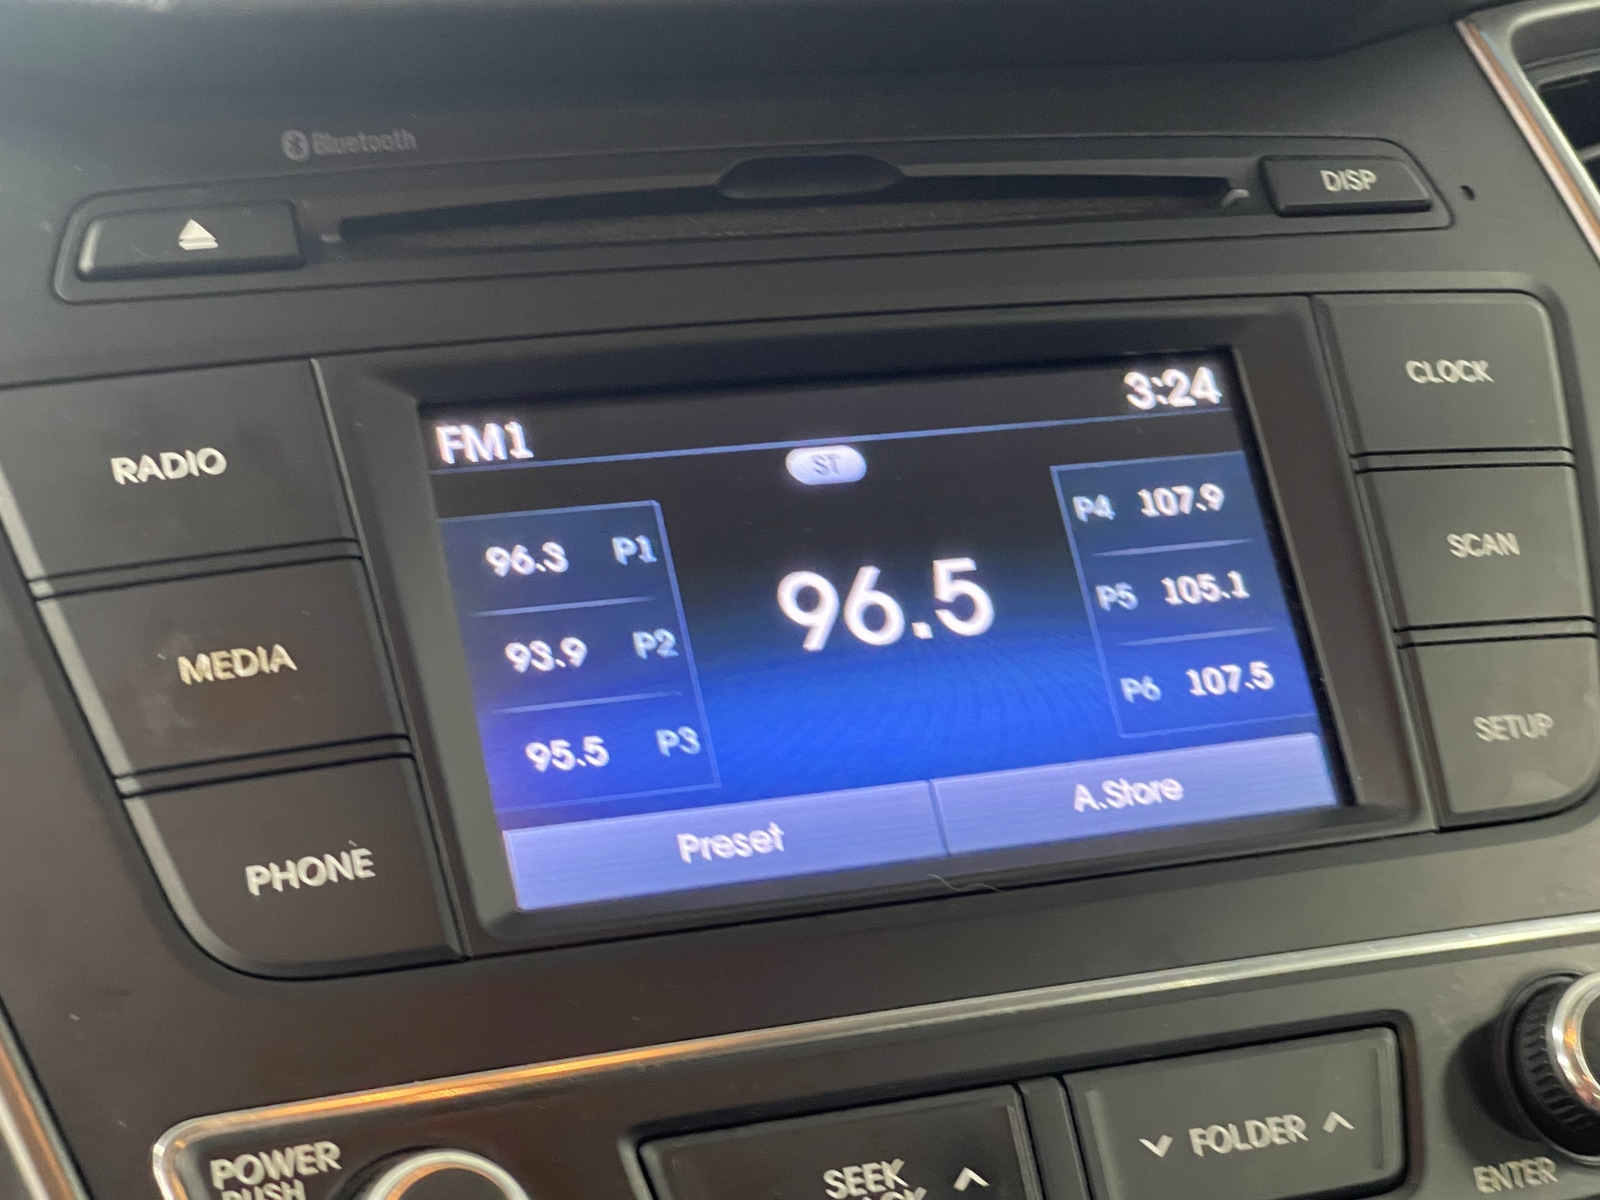 Bluetooth
DISP
RADIO
MEDIA
PHONE
FM1
3:24
ST
96.3 P1
93.9 P2
95.5 P3
96.5
P4 107.9
P5 105.1
P6 107.5
Preset
A.Store
CLOCK
SCAN
SETUP
POWER
PUSH
SEEK
FOLDER
ENTER